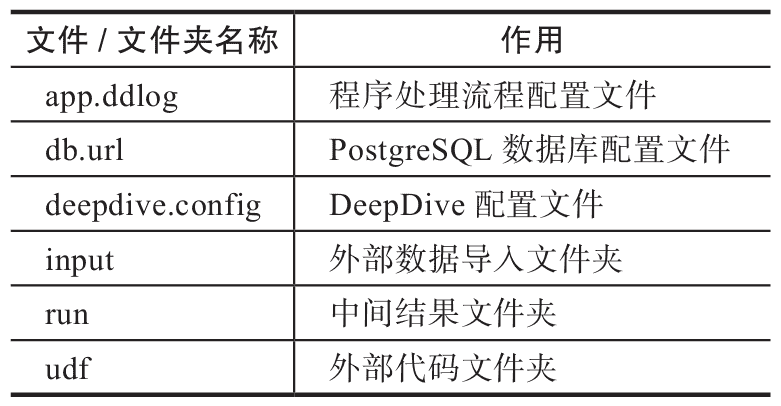 文件 / 文件夹名称 作用
app.ddlog 程序处理流程配置文件
db.url PostgreSQL 数据库配置文件
deepdive.config DeepDive 配置文件
input 外部数据导入文件夹
run 中间结果文件夹
udf 外部代码文件夹